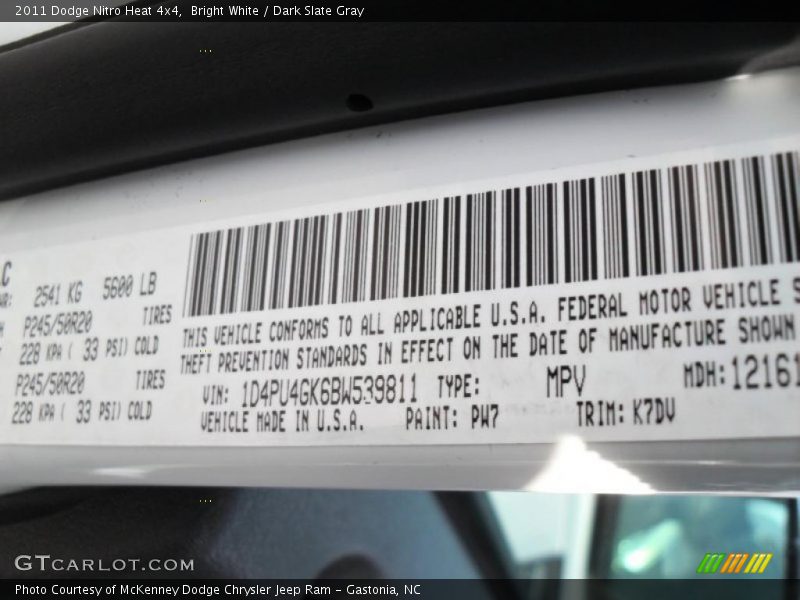 2011 Dodge Nitro Heat 4x4, Bright White / Dark Slate Gray
2541 KG 5600 LB
P245/50R20 TIRES
228 KPA ( 33 PSI) COLD
P245/50R20 TIRES
228 KPA ( 33 PSI) COLD
THIS VEHICLE CONFORMS TO ALL APPLICABLE U.S.A. FEDERAL MOTOR VEHICLE S
THEFT PREVENTION STANDARDS IN EFFECT ON THE DATE OF MANUFACTURE SHOWN
VIN: 1D4PU4GK6BW539811 TYPE: MPV MDH: 12161
VEHICLE MADE IN U.S.A. PAINT: PW7 TRIM: K7DV
GTCARLOT.COM
Photo Courtesy of McKenney Dodge Chrysler Jeep Ram - Gastonia, NC